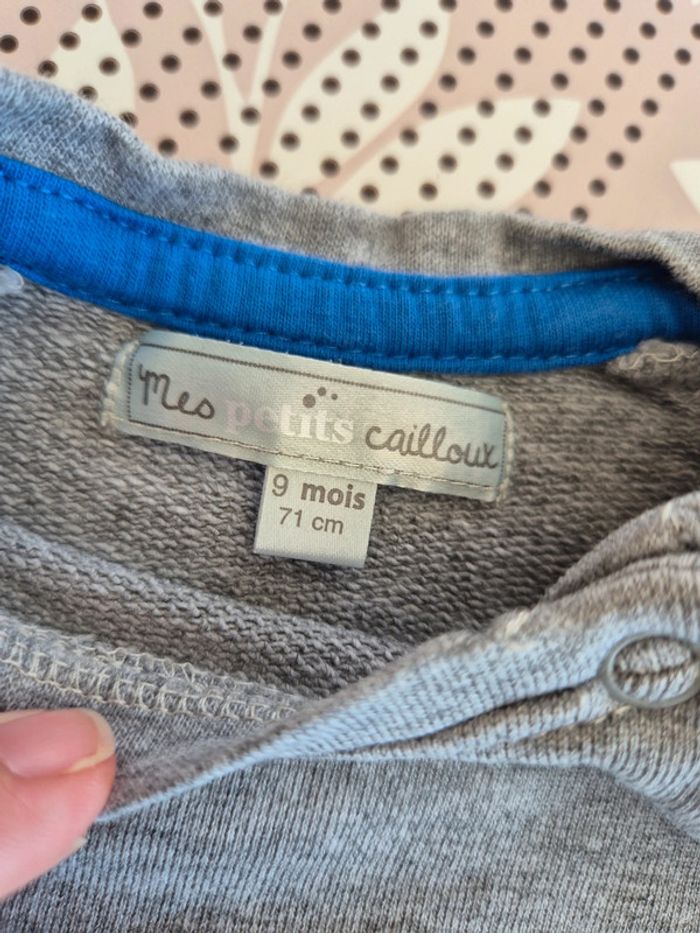 Mes petits cailloux
9 mois
71 cm